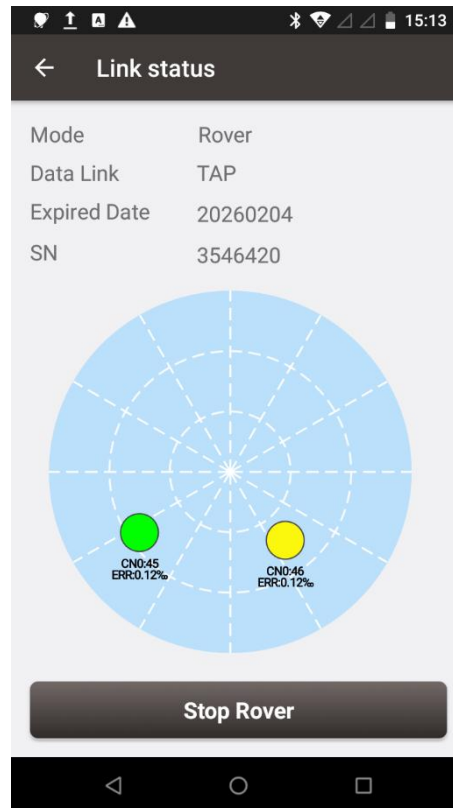 15:13
Link status
Mode Rover
Data Link TAP
Expired Date 20260204
SN 3546420
CN0:45
ERR:0.12‰
CN0:46
ERR:0.12‰
Stop Rover